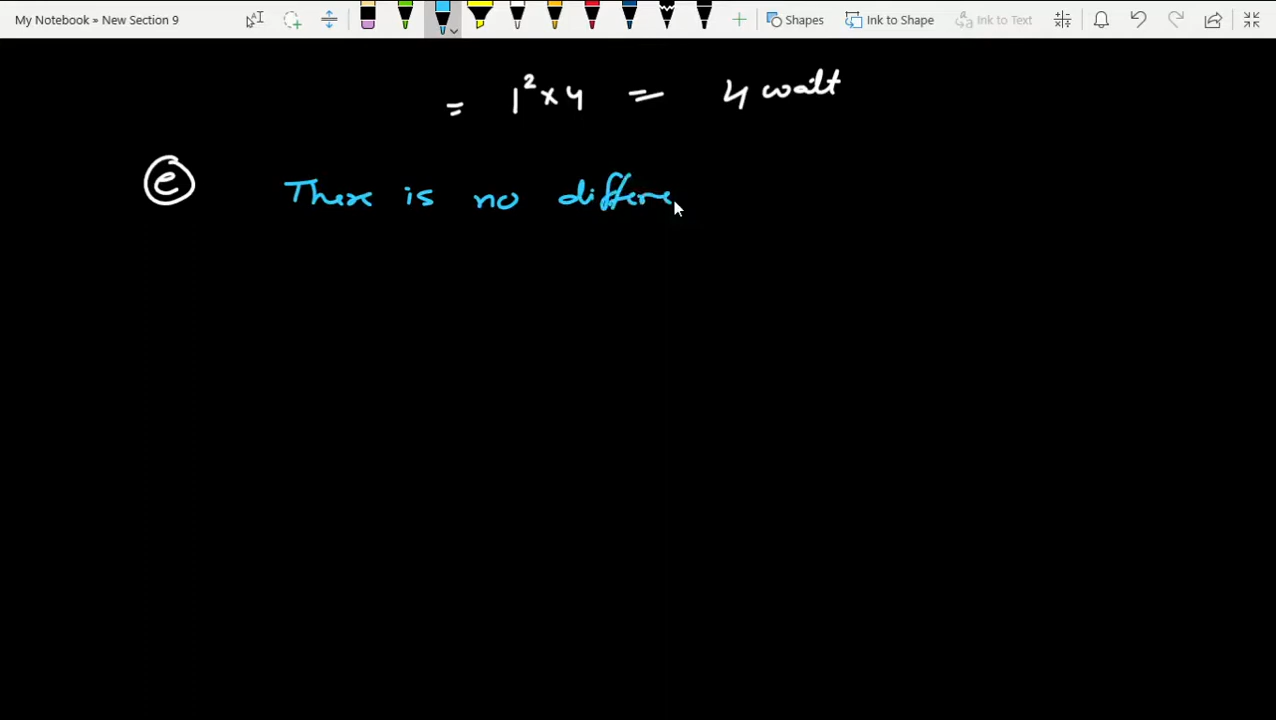 My Notebook » New Section 9 Shapes Ink to Shape Ink to Text
= 1² x 4 = 4 watt
e There is no differe